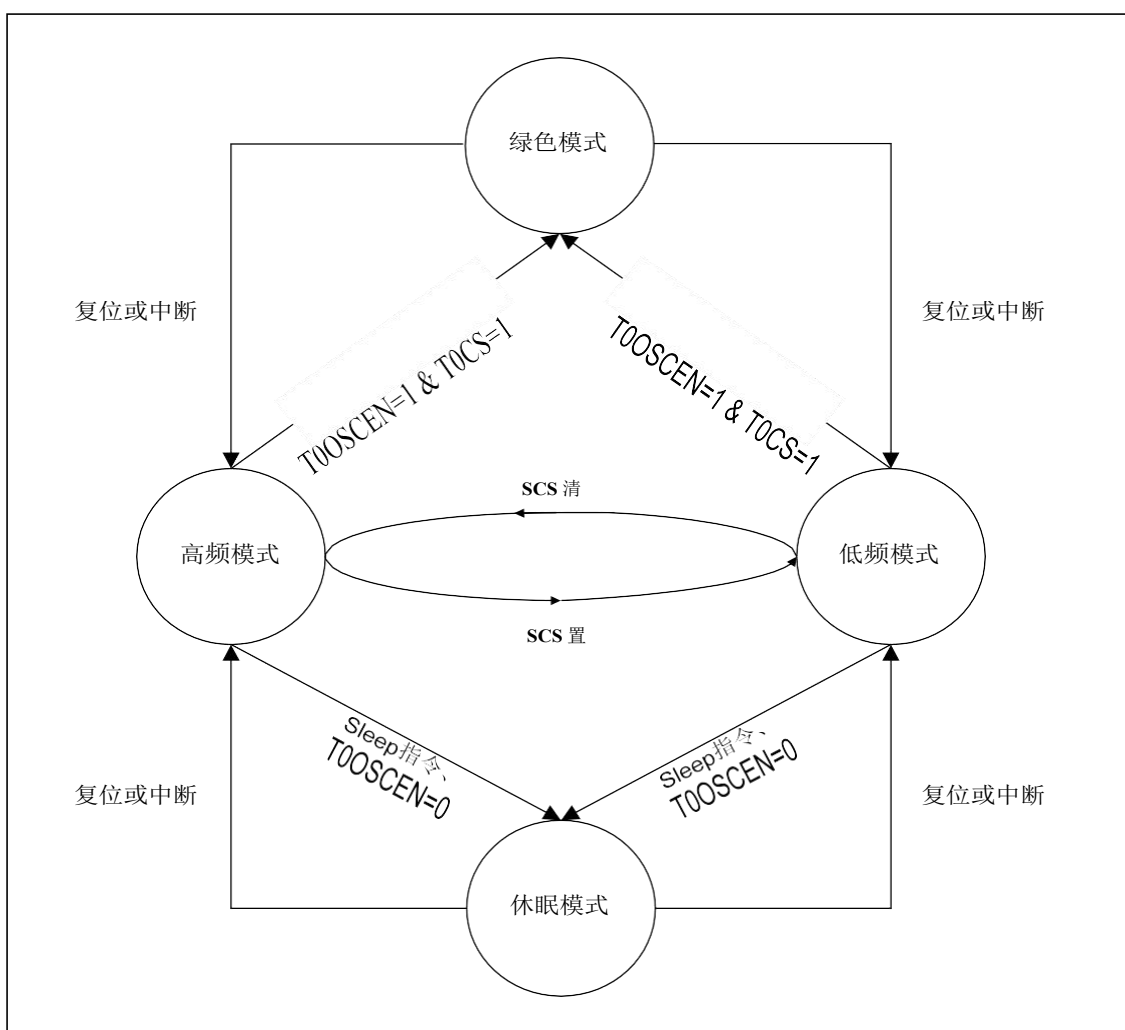 绿色模式
复位或中断
复位或中断
T0OSCEN=1 & T0CS=1
T0OSCEN=1 & T0CS=1
SCS 清
高频模式
低频模式
SCS 置
Sleep指令、
T0OSCEN=0
Sleep指令、
T0OSCEN=0
复位或中断
复位或中断
休眠模式